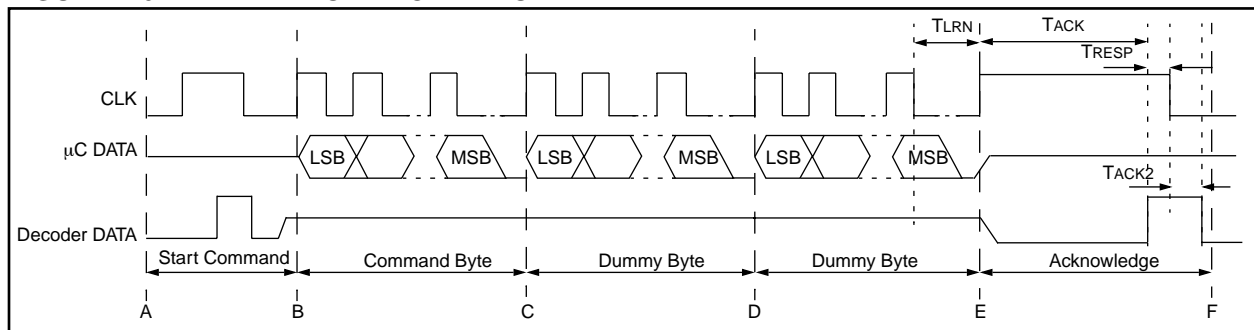 TLRN TACK
TRESP
CLK
μC DATA LSB MSB LSB MSB LSB MSB
TACK2
Decoder DATA
Start Command Command Byte Dummy Byte Dummy Byte Acknowledge
A B C D E F